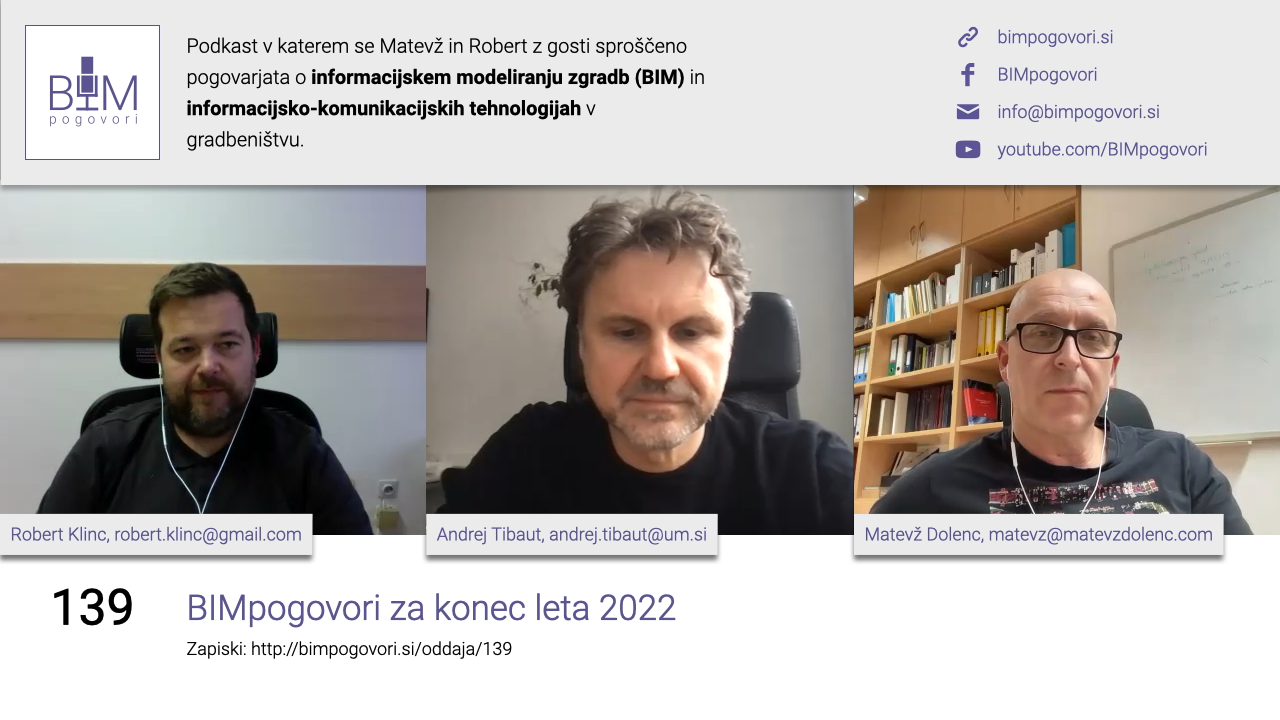 BIM
pogovori
Podkast v katerem se Matevž in Robert z gosti sproščeno
pogovarjata o informacijskem modeliranju zgradb (BIM) in
informacijsko-komunikacijskih tehnologijah v
gradbeništvu.
bimpogovori.si
BIMpogovori
info@bimpogovori.si
youtube.com/BIMpogovori
Robert Klinc, robert.klinc@gmail.com
Andrej Tibaut, andrej.tibaut@um.si
Matevž Dolenc, matevz@matevzdolenc.com
139
BIMpogovori za konec leta 2022
Zapiski: http://bimpogovori.si/oddaja/139